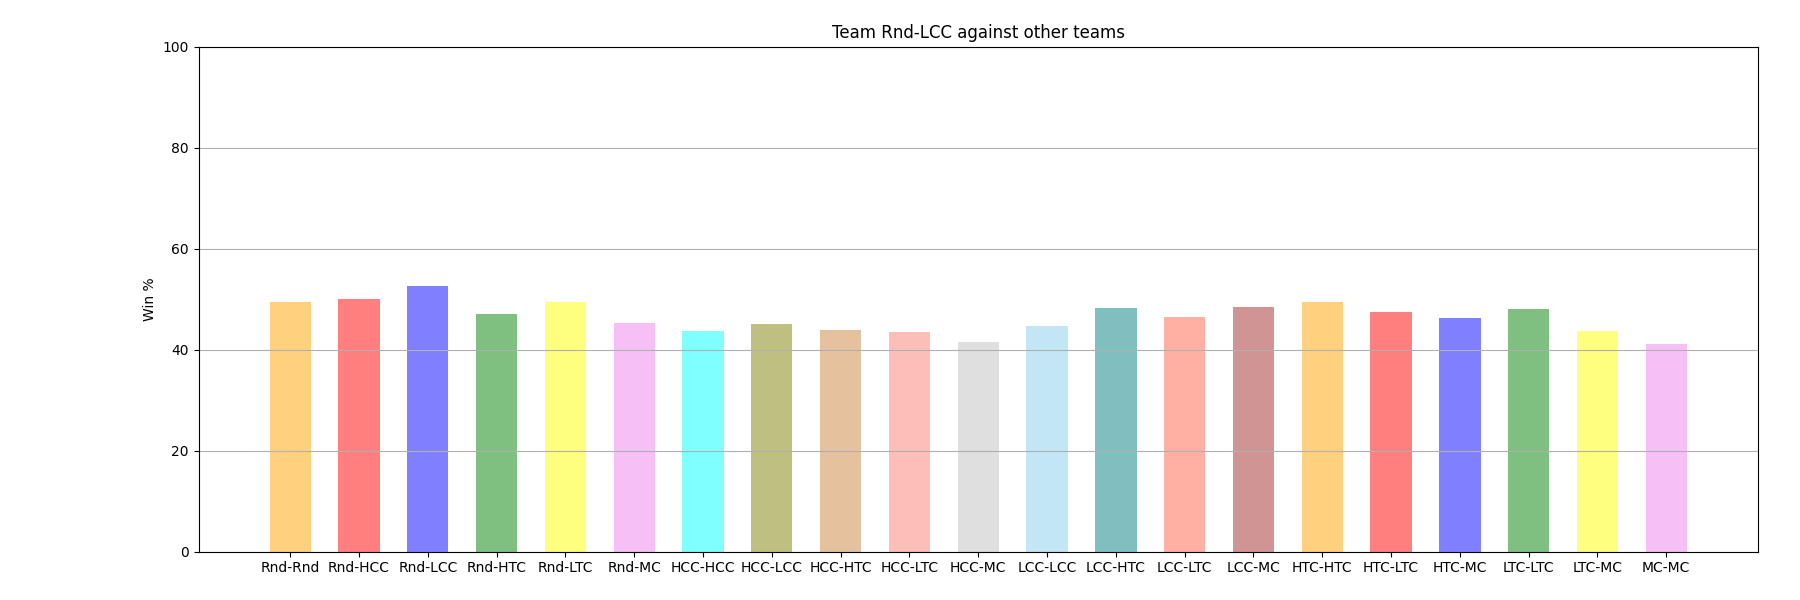 Team Rnd-LCC against other teams
100
80
60
40
20
0
Win %
Rnd-Rnd Rnd-HCC Rnd-LCC Rnd-HTC Rnd-LTC Rnd-MC HCC-HCC HCC-LCC HCC-HTC HCC-LTC HCC-MC LCC-LCC LCC-HTC LCC-LTC LCC-MC HTC-HTC HTC-LTC HTC-MC LTC-LTC LTC-MC MC-MC